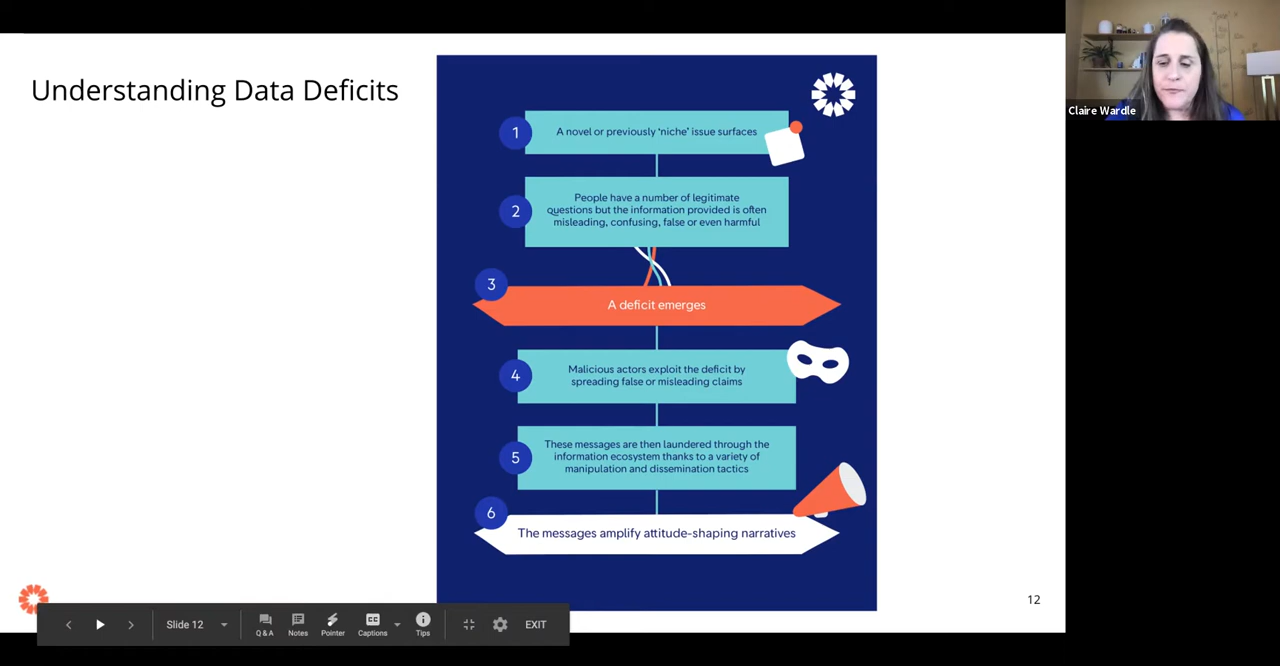 Understanding Data Deficits
1
A novel or previously 'niche' issue surfaces
2
People have a number of legitimate
questions but the information provided is often
misleading, confusing, false or even harmful
3
A deficit emerges
4
Malicious actors exploit the deficit by
spreading false or misleading claims
5
These messages are then laundered through the
information ecosystem thanks to a variety of
manipulation and dissemination tactics
6
The messages amplify attitude-shaping narratives
12
Slide 12
Q & A
Notes
Pointer
Captions
Tips
EXIT
Claire Wardle